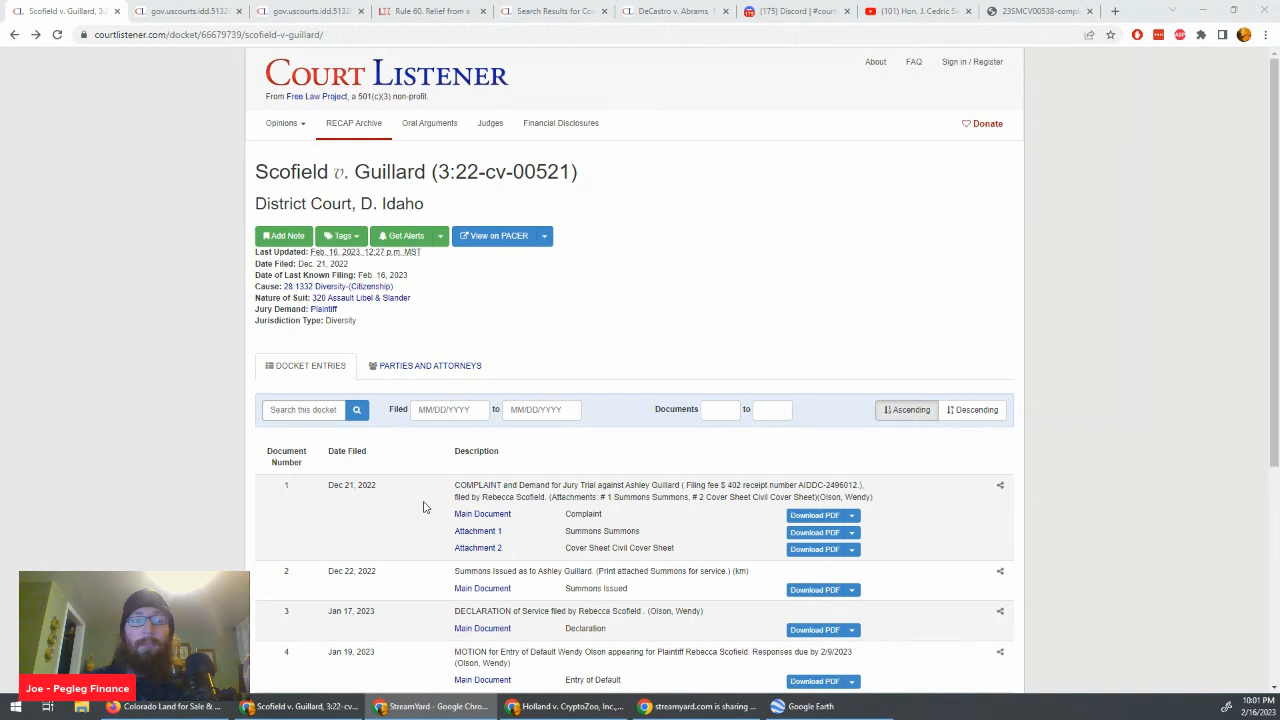 Scofield v. Guillard (3:22-c
gov.uscourts.idd.5132
gov.uscourts.idd.5132
Rule 60. Relief from a
Search Results for Co
DeCastro v. Abrams, 1
(175) Discord | #court
(101) Hon. J. Cedric S
23SMCV00538-comp
courtlistener.com/docket/66679739/scofield-v-guillard/
COURT LISTENER
From Free Law Project, a 501(c)(3) non-profit.
About FAQ Sign in / Register
Opinions RECAP Archive Oral Arguments Judges Financial Disclosures Donate
Scofield v. Guillard (3:22-cv-00521)
District Court, D. Idaho
Add Note Tags Get Alerts View on PACER
Last Updated: Feb. 16, 2023, 12:27 p.m. MST
Date Filed: Dec. 21, 2022
Date of Last Known Filing: Feb. 16, 2023
Cause: 28:1332 Diversity-(Citizenship)
Nature of Suit: 320 Assault Libel & Slander
Jury Demand: Plaintiff
Jurisdiction Type: Diversity
DOCKET ENTRIES PARTIES AND ATTORNEYS
Search this docket Filed MM/DD/YYYY to MM/DD/YYYY Documents to Ascending Descending
Document Number Date Filed Description
1 Dec 21, 2022 COMPLAINT and Demand for Jury Trial against Ashley Guillard ( Filing fee $ 402 receipt number AIDDC-2496012.),
filed by Rebecca Scofield. (Attachments: # 1 Summons Summons, # 2 Cover Sheet Civil Cover Sheet)(Olson, Wendy)
Main Document Complaint Download PDF
Attachment 1 Summons Summons Download PDF
Attachment 2 Cover Sheet Civil Cover Sheet Download PDF
2 Dec 22, 2022 Summons Issued as to Ashley Guillard. (Print attached Summons for service.) (km)
Main Document Summons Issued Download PDF
3 Jan 17, 2023 DECLARATION of Service filed by Rebecca Scofield . (Olson, Wendy)
Main Document Declaration Download PDF
4 Jan 19, 2023 MOTION for Entry of Default Wendy Olson appearing for Plaintiff Rebecca Scofield. Responses due by 2/9/2023
(Olson, Wendy)
Main Document Entry of Default Download PDF
Joe - Pegleg Finance
Colorado Land for Sale & ...
Scofield v. Guillard, 3:22-cv...
StreamYard - Google Chro...
Holland v. CryptoZoo, Inc.,...
streamyard.com is sharing ...
Google Earth
10:01 PM
2/16/2023